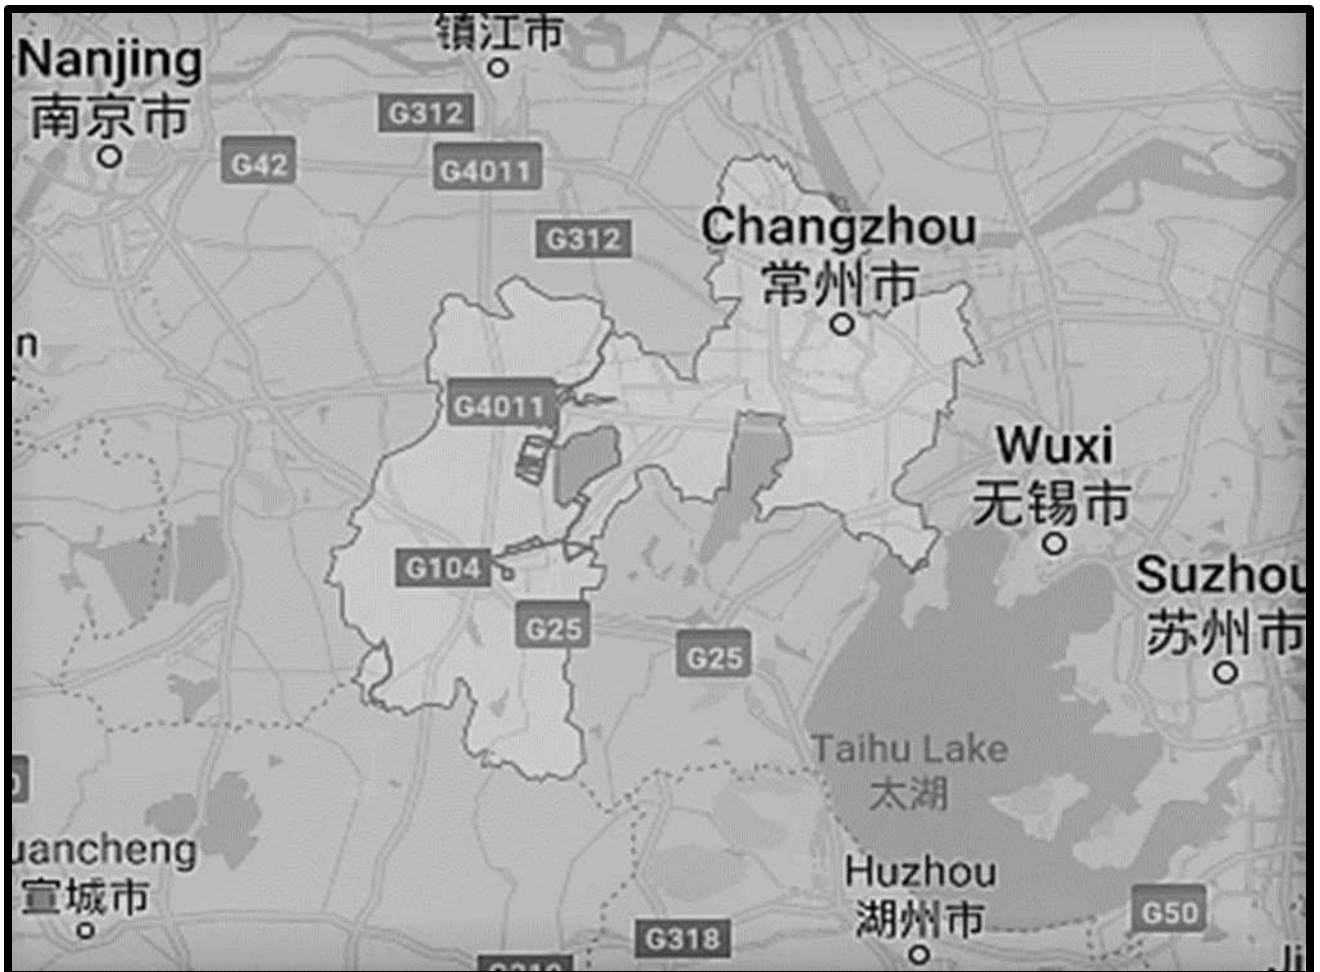 镇江市
Nanjing
南京市
G312
G42
G4011
Changzhou
常州市
G312
n
G4011
Wuxi
无锡市
G104
Suzhou
苏州市
G25
G25
Taihu Lake
太湖
uancheng
宣城市
Huzhou
湖州市
G50
G318
Ji